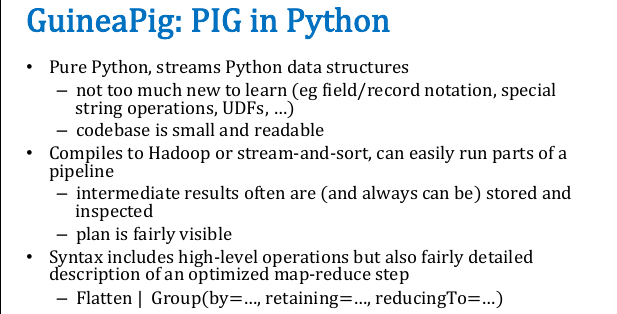 GuineaPig: PIG in Python
• Pure Python, streams Python data structures
– not too much new to learn (eg field/record notation, special
string operations, UDFs, …)
– codebase is small and readable
• Compiles to Hadoop or stream-and-sort, can easily run parts of a
pipeline
– intermediate results often are (and always can be) stored and
inspected
– plan is fairly visible
• Syntax includes high-level operations but also fairly detailed
description of an optimized map-reduce step
– Flatten | Group(by=…, retaining=…, reducingTo=…)